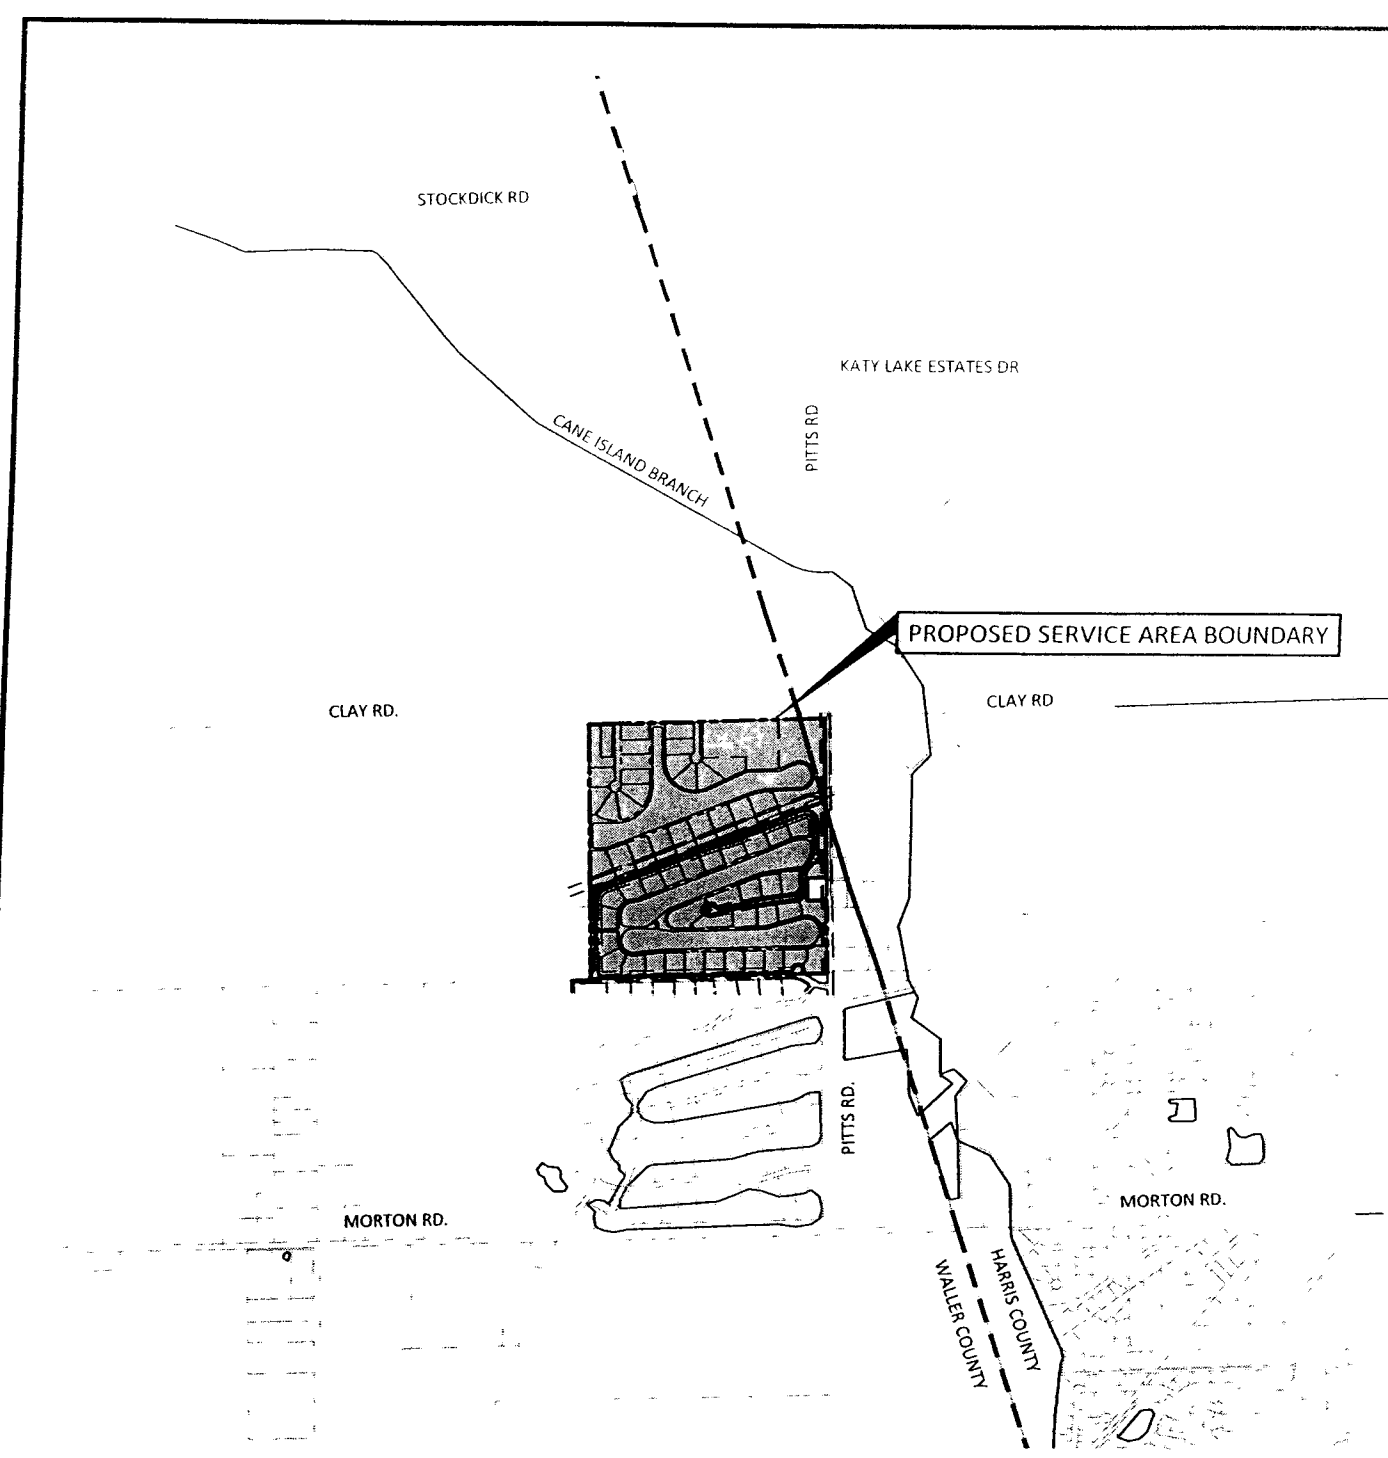 STOCKDICK RD
KATY LAKE ESTATES DR
PITTS RD
CANE ISLAND BRANCH
PROPOSED SERVICE AREA BOUNDARY
CLAY RD.
CLAY RD
PITTS RD.
MORTON RD.
MORTON RD.
HARRIS COUNTY
WALLER COUNTY